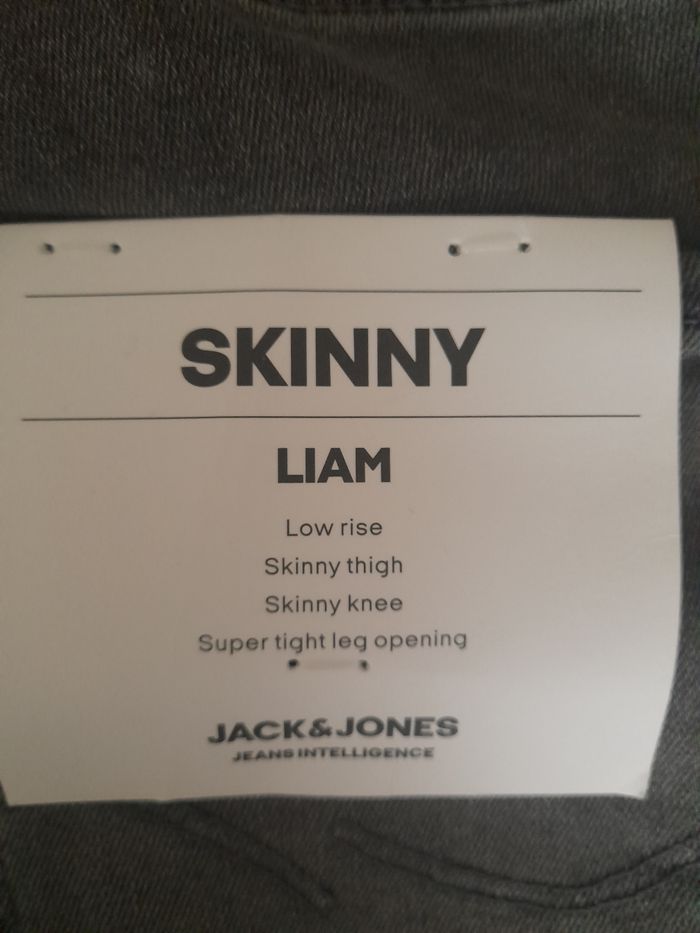 SKINNY
LIAM
Low rise
Skinny thigh
Skinny knee
Super tight leg opening
JACK&JONES
JEANS INTELLIGENCE